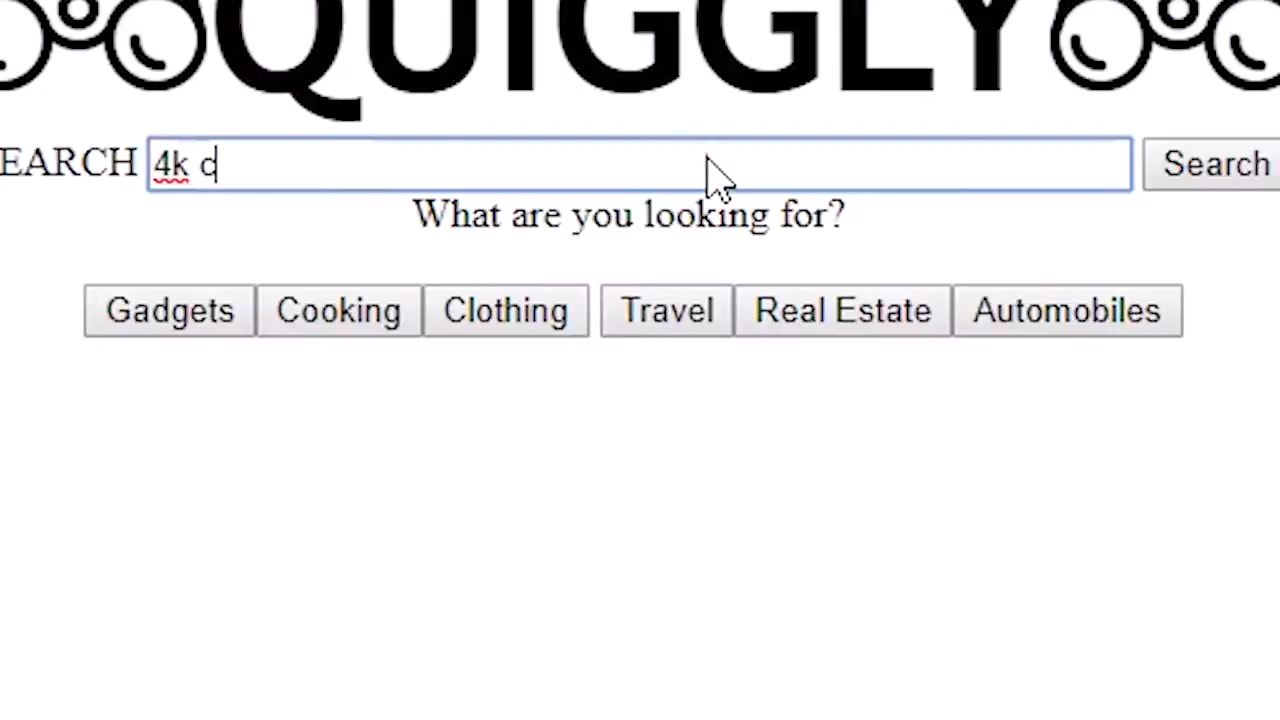 QUIGGLY
EARCH 4k c Search
What are you looking for?
Gadgets Cooking Clothing Travel Real Estate Automobiles